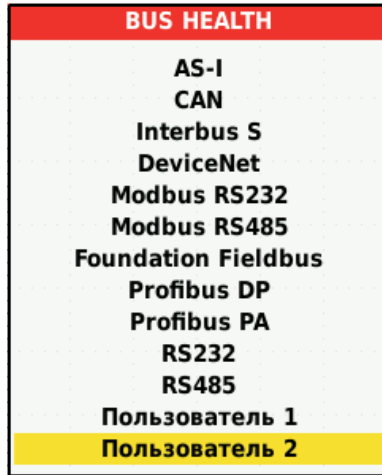 BUS HEALTH
AS-I
CAN
Interbus S
DeviceNet
Modbus RS232
Modbus RS485
Foundation Fieldbus
Profibus DP
Profibus PA
RS232
RS485
Пользователь 1
Пользователь 2